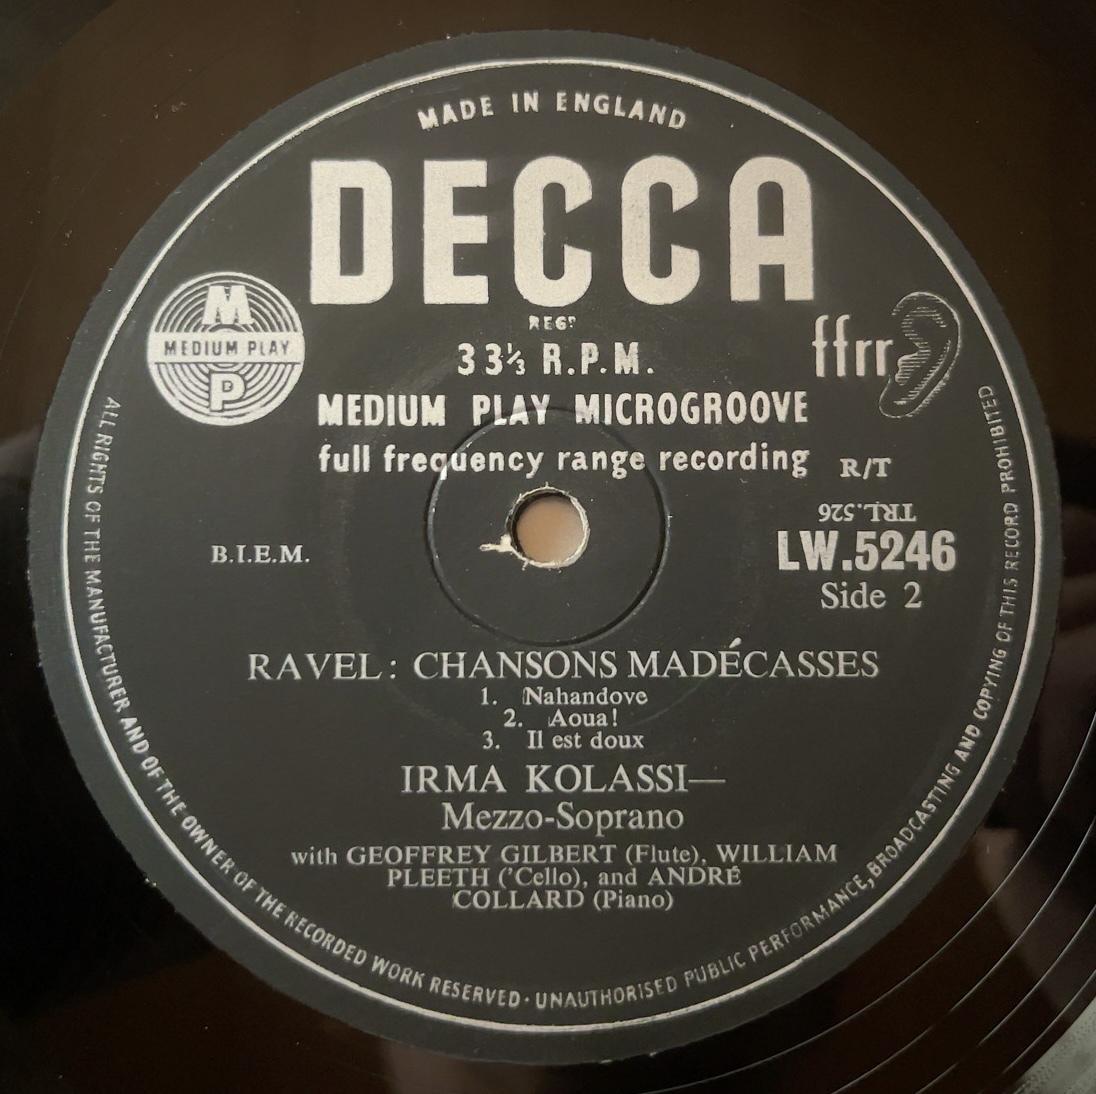 MADE IN ENGLAND
DECCA
REGD
33⅓ R.P.M.
M
MEDIUM PLAY
P
ffrr
MEDIUM PLAY MICROGROOVE
full frequency range recording
R/T
TRL.526
LW.5246
Side 2
B.I.E.M.
RAVEL: CHANSONS MADÉCASSES
1. Nahandove
2. Aoua!
3. Il est doux
IRMA KOLASSI—
Mezzo-Soprano
with GEOFFREY GILBERT (Flute), WILLIAM
PLEETH ('Cello), and ANDRÉ
COLLARD (Piano)
ALL RIGHTS OF THE MANUFACTURER AND OF THE OWNER OF THE RECORDED WORK RESERVED · UNAUTHORISED PUBLIC PERFORMANCE, BROADCASTING AND COPYING OF THIS RECORD PROHIBITED